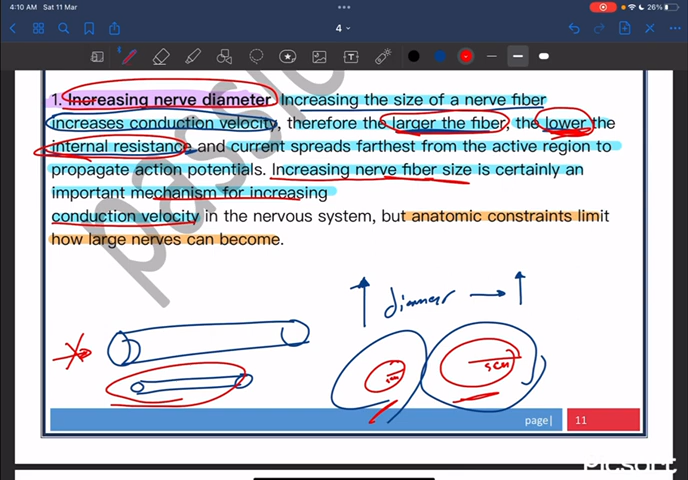 4:10 AM Sat 11 Mar
26%
4
1. Increasing nerve diameter Increasing the size of a nerve fiber
increases conduction velocity, therefore the larger the fiber, the lower the
internal resistance and current spreads farthest from the active region to
propagate action potentials. Increasing nerve fiber size is certainly an
important mechanism for increasing
conduction velocity in the nervous system, but anatomic constraints limit
how large nerves can become.
page| 11